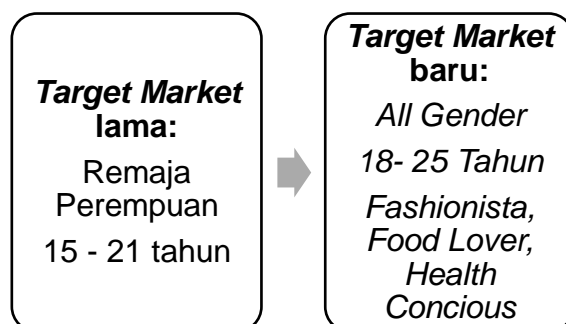 Target Market
lama:
Remaja
Perempuan
15 - 21 tahun
Target Market
baru:
All Gender
18- 25 Tahun
Fashionista,
Food Lover,
Health
Concious